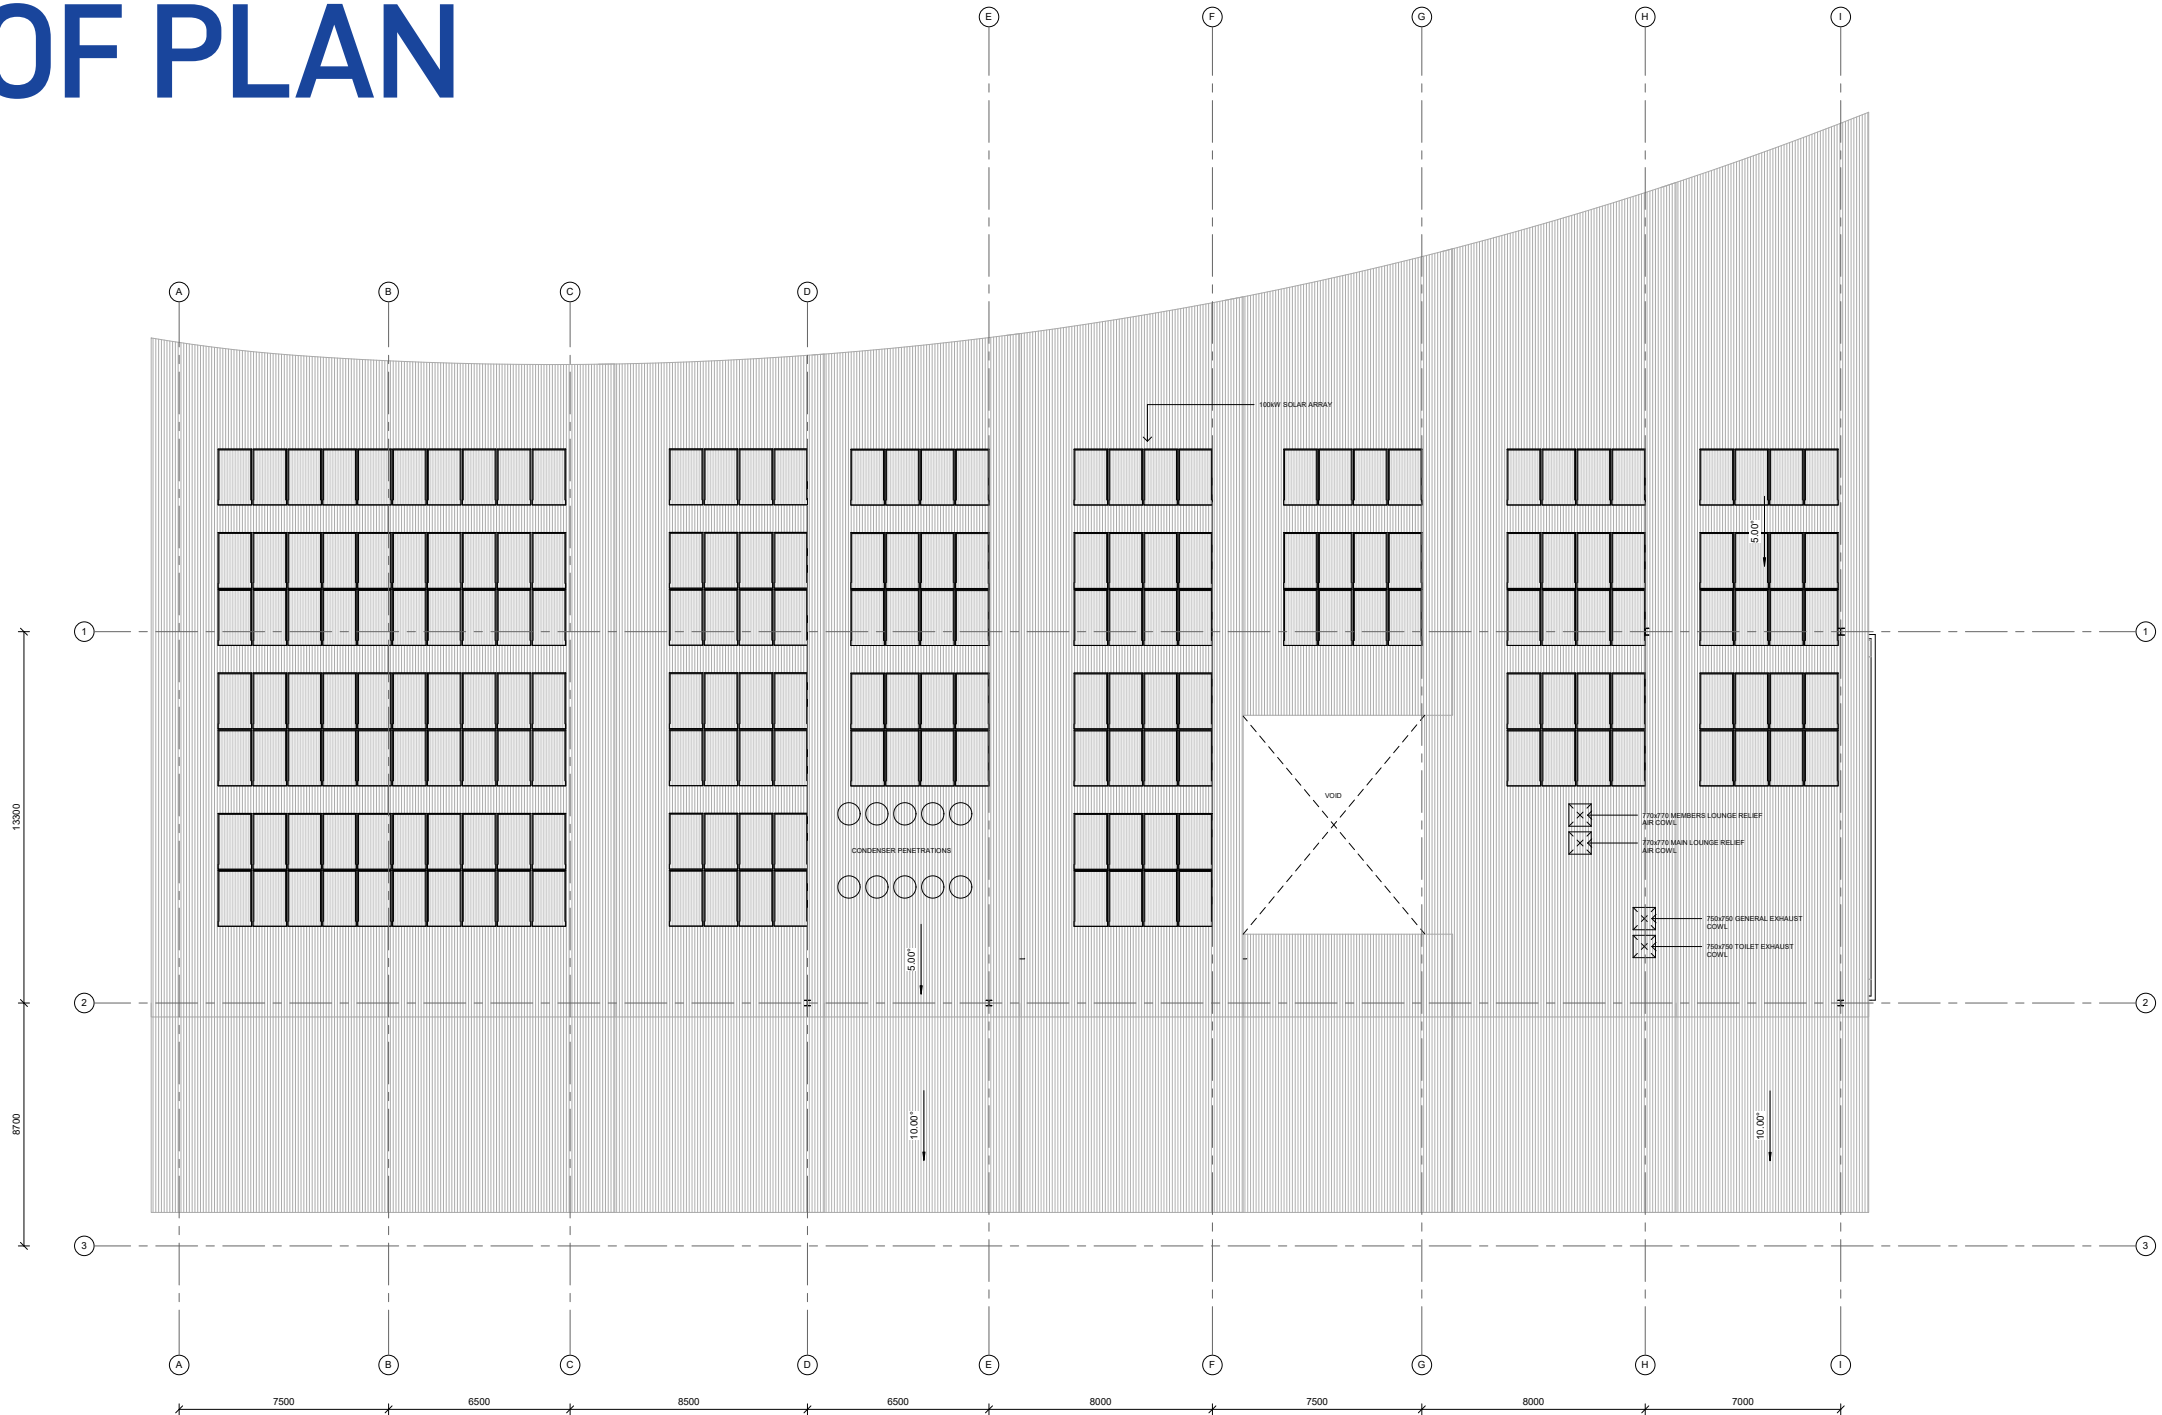 OF PLAN
E F G H I
A B C D
100kW SOLAR ARRAY
5.00°
1 1
13300
VOID
770x770 MEMBERS LOUNGE RELIEF
AIR COWL
770x770 MAIN LOUNGE RELIEF
AIR COWL
CONDENSER PENETRATIONS
750x750 GENERAL EXHAUST
COWL
750x750 TOILET EXHAUST
COWL
5.00°
2 2
8700
10.00° 10.00°
3 3
A B C D E F G H I
7500 6500 8500 6500 8000 7500 8000 7000